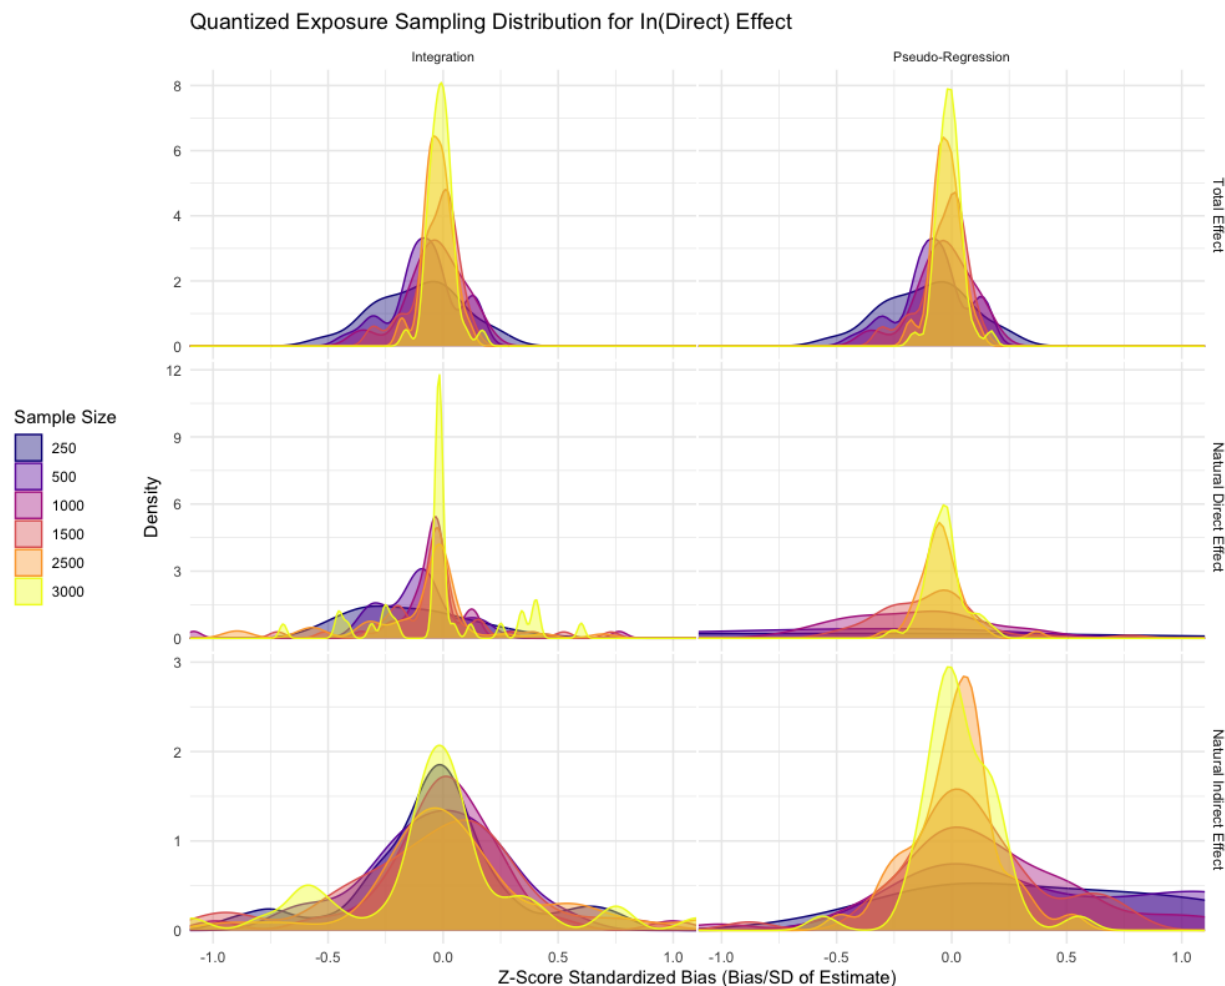 Quantized Exposure Sampling Distribution for In(Direct) Effect
Integration
Pseudo-Regression
8
6
4
2
0
Total Effect
12
9
6
3
0
Natural Direct Effect
3
2
1
0
Natural Indirect Effect
Density
Sample Size
250
500
1000
1500
2500
3000
-1.0 -0.5 0.0 0.5 1.0 -1.0 -0.5 0.0 0.5 1.0
Z-Score Standardized Bias (Bias/SD of Estimate)